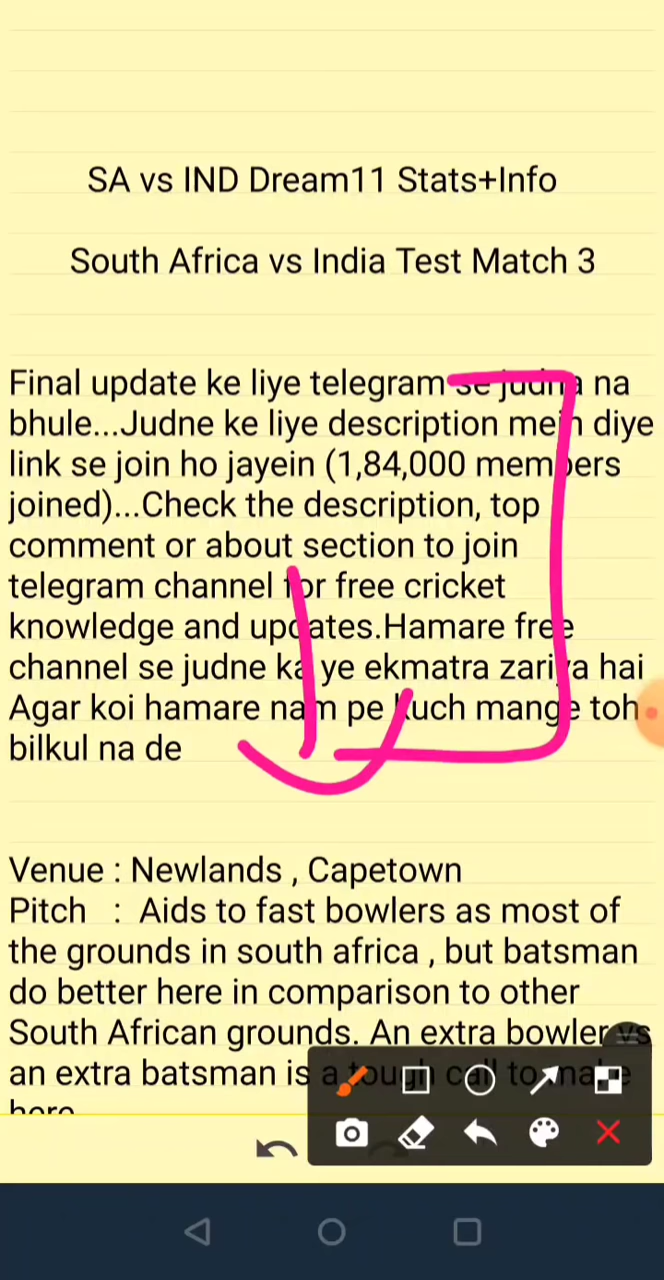 SA vs IND Dream11 Stats+Info
South Africa vs India Test Match 3
Final update ke liye telegram se judna na
bhule...Judne ke liye description mein diye
link se join ho jayein (1,84,000 members
joined)...Check the description, top
comment or about section to join
telegram channel for free cricket
knowledge and updates.Hamare free
channel se judne ka ye ekmatra zariya hai
Agar koi hamare nam pe kuch mange toh
bilkul na de
Venue : Newlands , Capetown
Pitch : Aids to fast bowlers as most of
the grounds in south africa , but batsman
do better here in comparison to other
South African grounds. An extra bowler vs
an extra batsman is a tough call to make
here